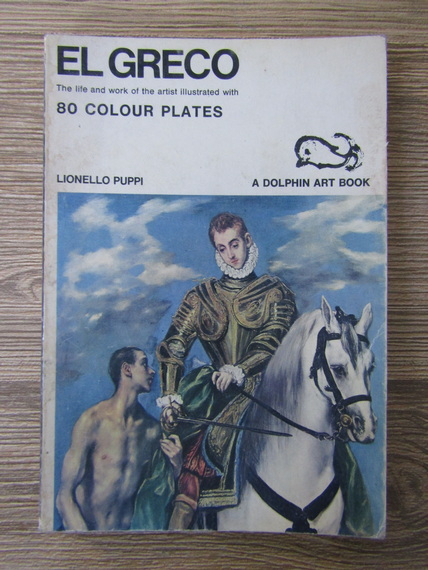 EL GRECO
The life and work of the artist illustrated with
80 COLOUR PLATES
LIONELLO PUPPI
A DOLPHIN ART BOOK